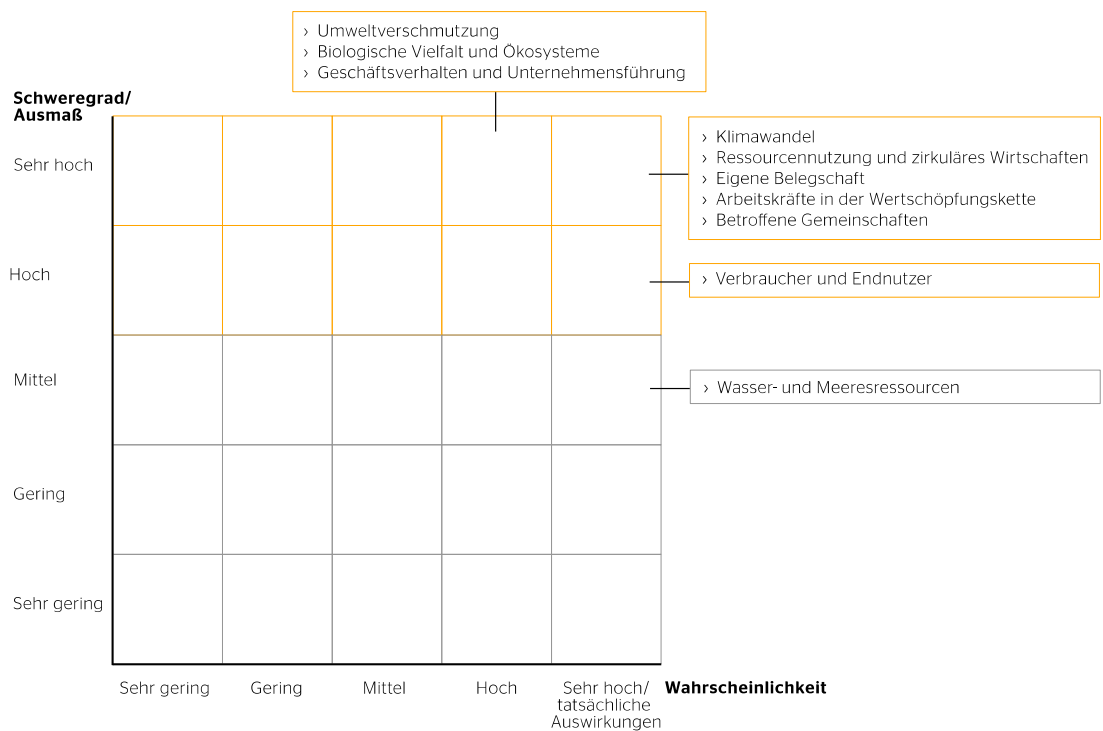 › Umweltverschmutzung
› Biologische Vielfalt und Ökosysteme
› Geschäftsverhalten und Unternehmensführung
Schweregrad/
Ausmaß
Sehr hoch
› Klimawandel
› Ressourcennutzung und zirkuläres Wirtschaften
› Eigene Belegschaft
› Arbeitskräfte in der Wertschöpfungskette
› Betroffene Gemeinschaften
Hoch
› Verbraucher und Endnutzer
Mittel
› Wasser- und Meeresressourcen
Gering
Sehr gering
Sehr gering
Gering
Mittel
Hoch
Sehr hoch/
tatsächliche
Auswirkungen
Wahrscheinlichkeit